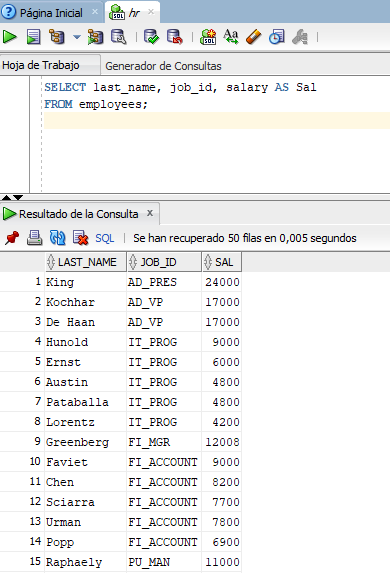 Página Inicial x hr
Hoja de Trabajo Generador de Consultas
SELECT last_name, job_id, salary AS Sal
FROM employees;
Resultado de la Consulta x
SQL | Se han recuperado 50 filas en 0,005 segundos
LAST_NAME JOB_ID SAL
1 King AD_PRES 24000
2 Kochhar AD_VP 17000
3 De Haan AD_VP 17000
4 Hunold IT_PROG 9000
5 Ernst IT_PROG 6000
6 Austin IT_PROG 4800
7 Pataballa IT_PROG 4800
8 Lorentz IT_PROG 4200
9 Greenberg FI_MGR 12008
10 Faviet FI_ACCOUNT 9000
11 Chen FI_ACCOUNT 8200
12 Sciarra FI_ACCOUNT 7700
13 Urman FI_ACCOUNT 7800
14 Popp FI_ACCOUNT 6900
15 Raphaely PU_MAN 11000